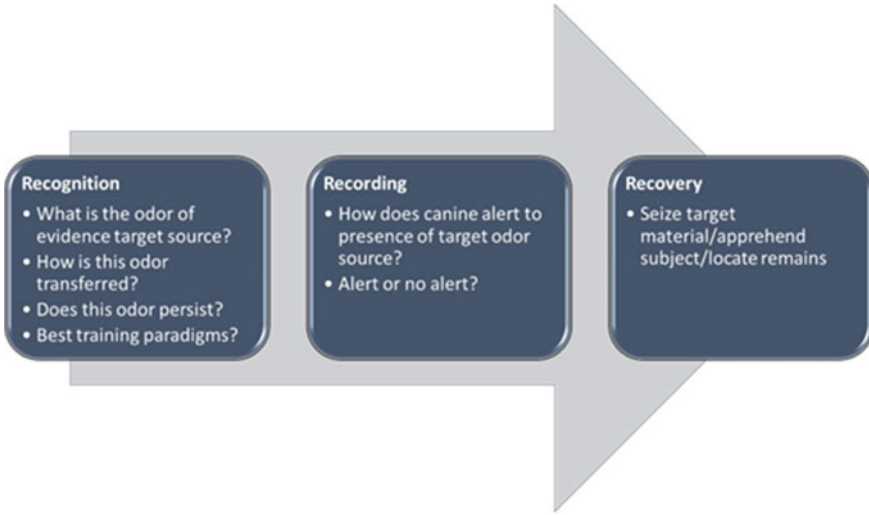 Recognition
• What is the odor of
evidence target source?
• How is this odor
transferred?
• Does this odor persist?
• Best training paradigms?
Recording
• How does canine alert to
presence of target odor
source?
• Alert or no alert?
Recovery
• Seize target
material/apprehend
subject/locate remains